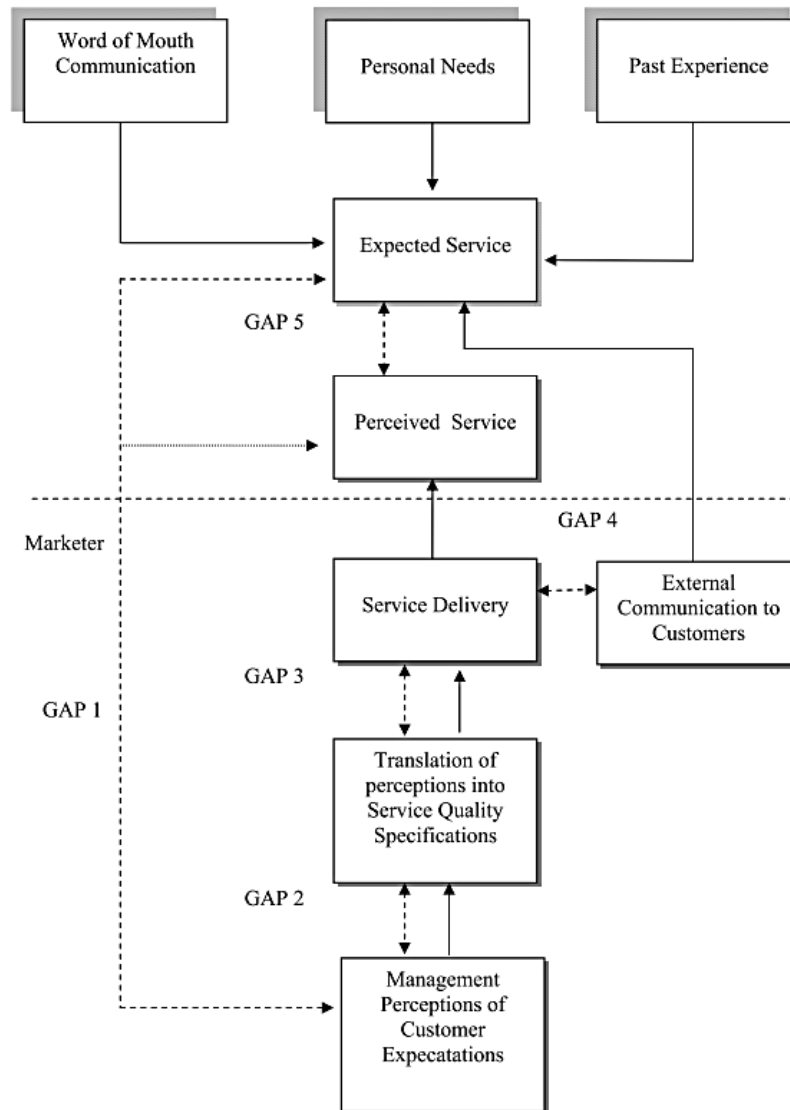 Word of Mouth
Communication
Personal Needs
Past Experience
Expected Service
GAP 5
Perceived Service
GAP 4
Marketer
Service Delivery
External
Communication to
Customers
GAP 3
GAP 1
Translation of
perceptions into
Service Quality
Specifications
GAP 2
Management
Perceptions of
Customer
Expecatations